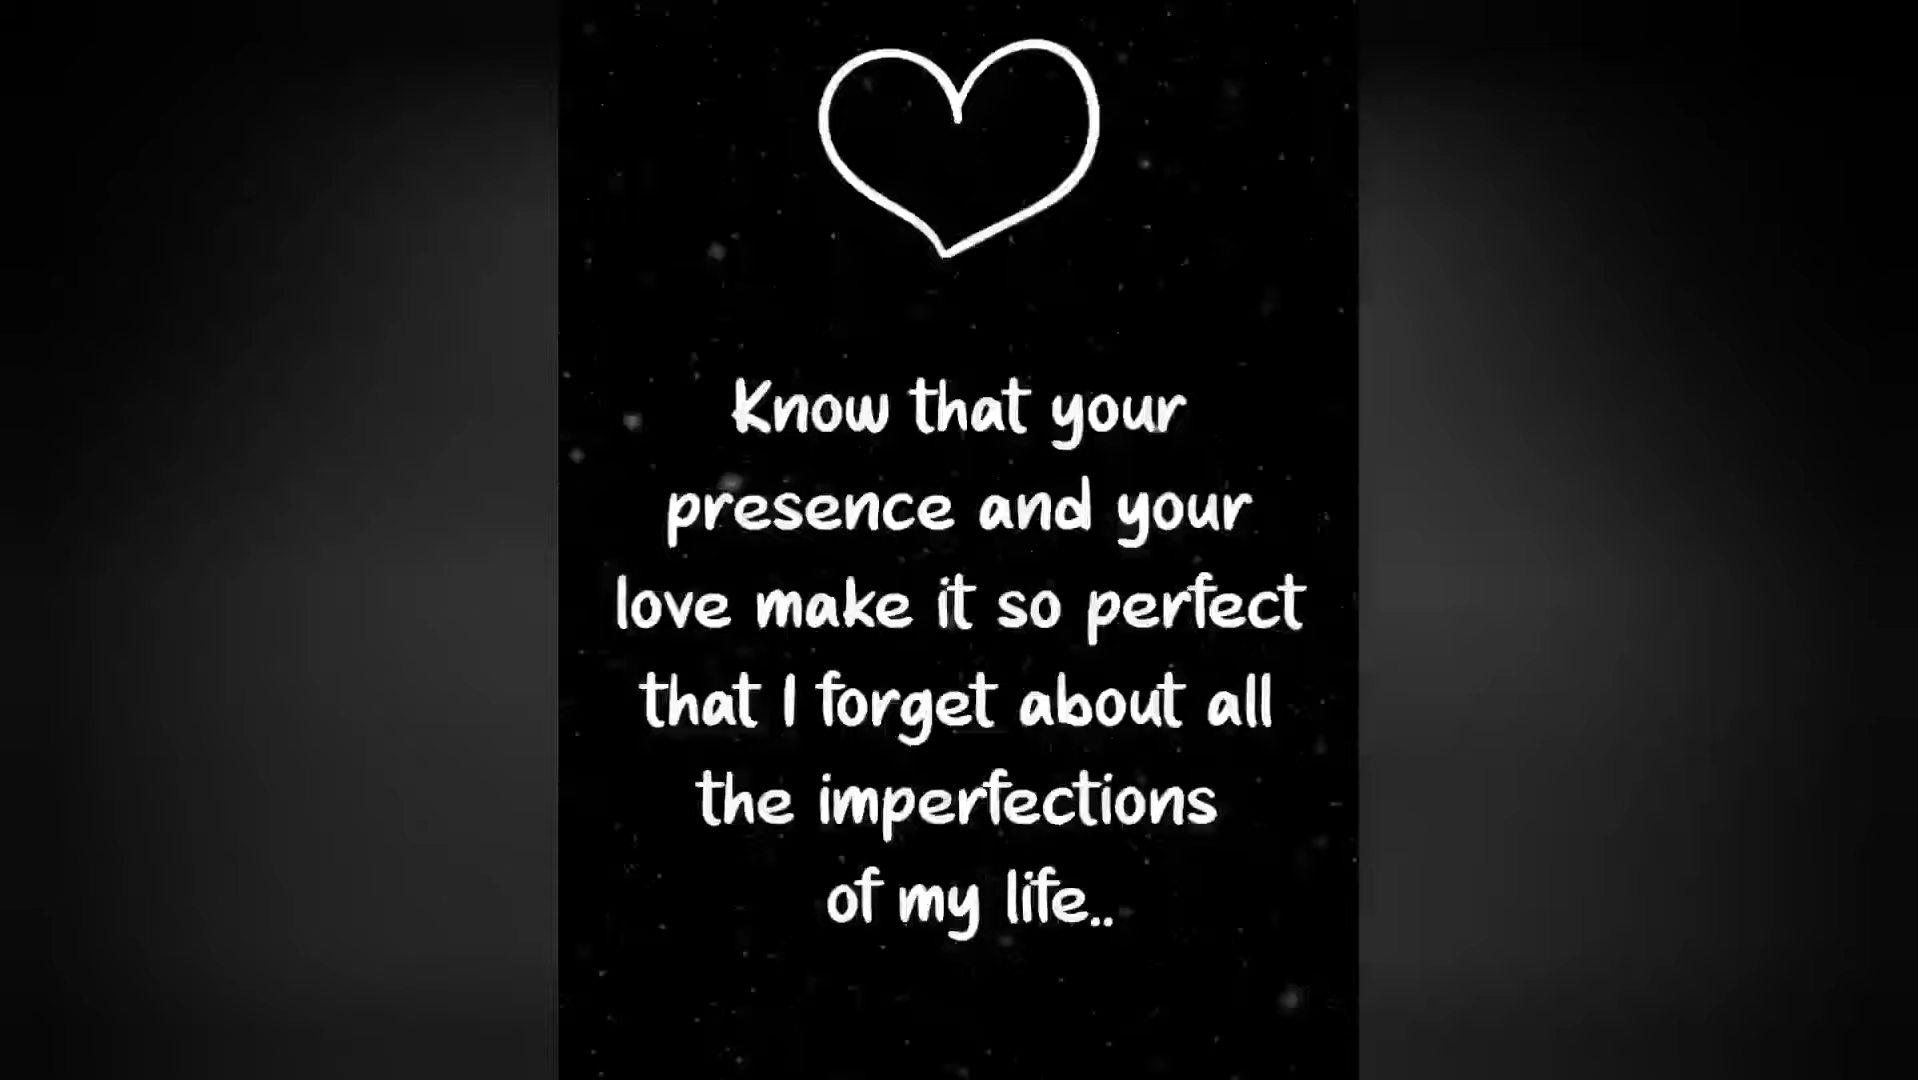 Know that your
presence and your
love make it so perfect
that I forget about all
the imperfections
of my life..